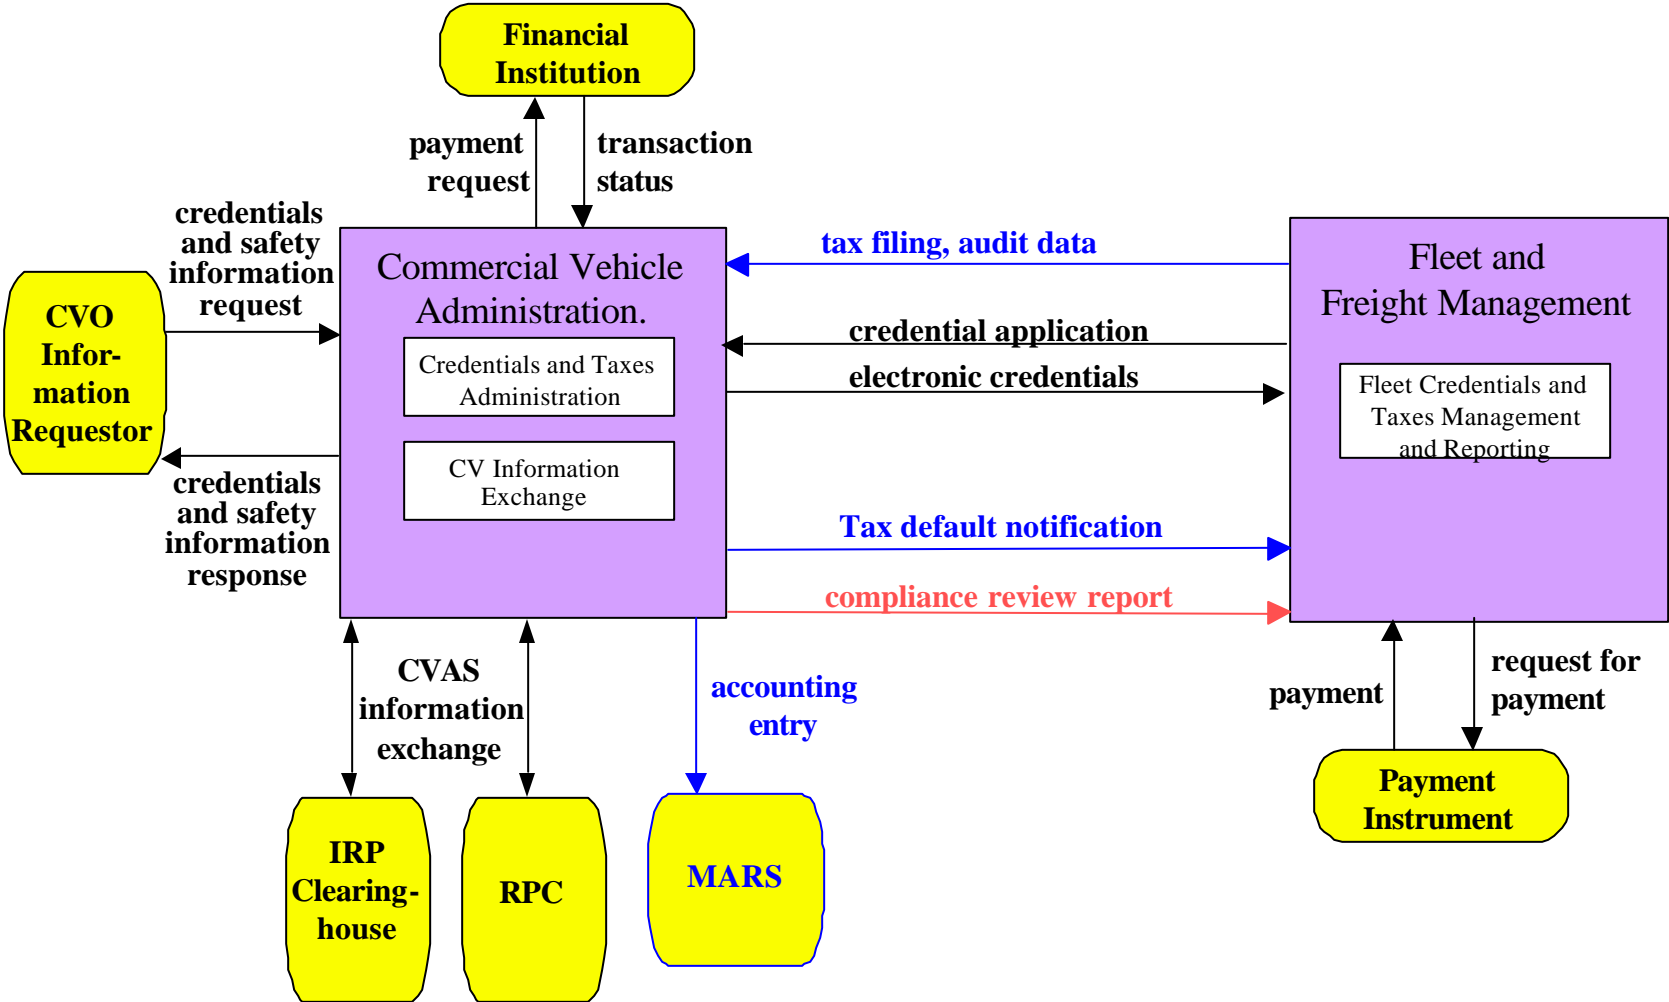 Financial
Institution
payment
request
transaction
status
credentials
and safety
information
request
CVO
Infor-
mation
Requestor
credentials
and safety
information
response
Commercial Vehicle
Administration.
Credentials and Taxes
Administration
CV Information
Exchange
tax filing, audit data
credential application
electronic credentials
Tax default notification
compliance review report
Fleet and
Freight Management
Fleet Credentials and
Taxes Management
and Reporting
CVAS
information
exchange
accounting
entry
payment
request for
payment
Payment
Instrument
IRP
Clearing-
house
RPC
MARS